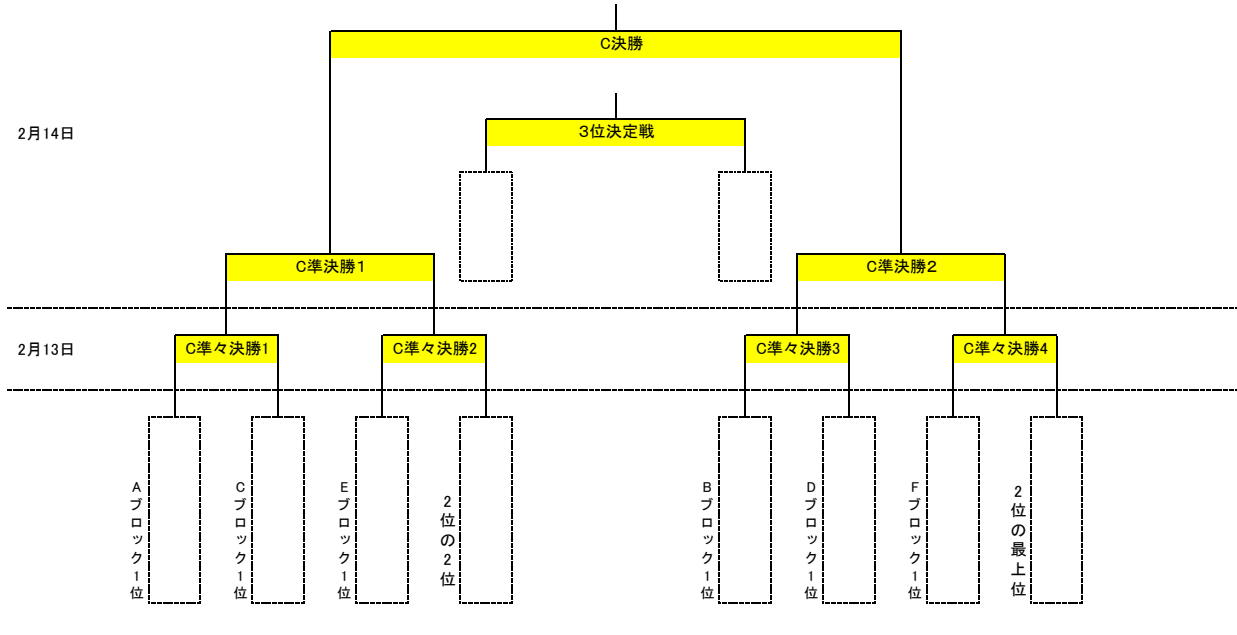 C決勝
2月14日
3位決定戦
C準決勝1
C準決勝2
2月13日
C準々決勝1
C準々決勝2
C準々決勝3
C準々決勝4
Aブロック1位
Cブロック1位
Eブロック1位
2位の2位
Bブロック1位
Dブロック1位
Fブロック1位
2位の最上位